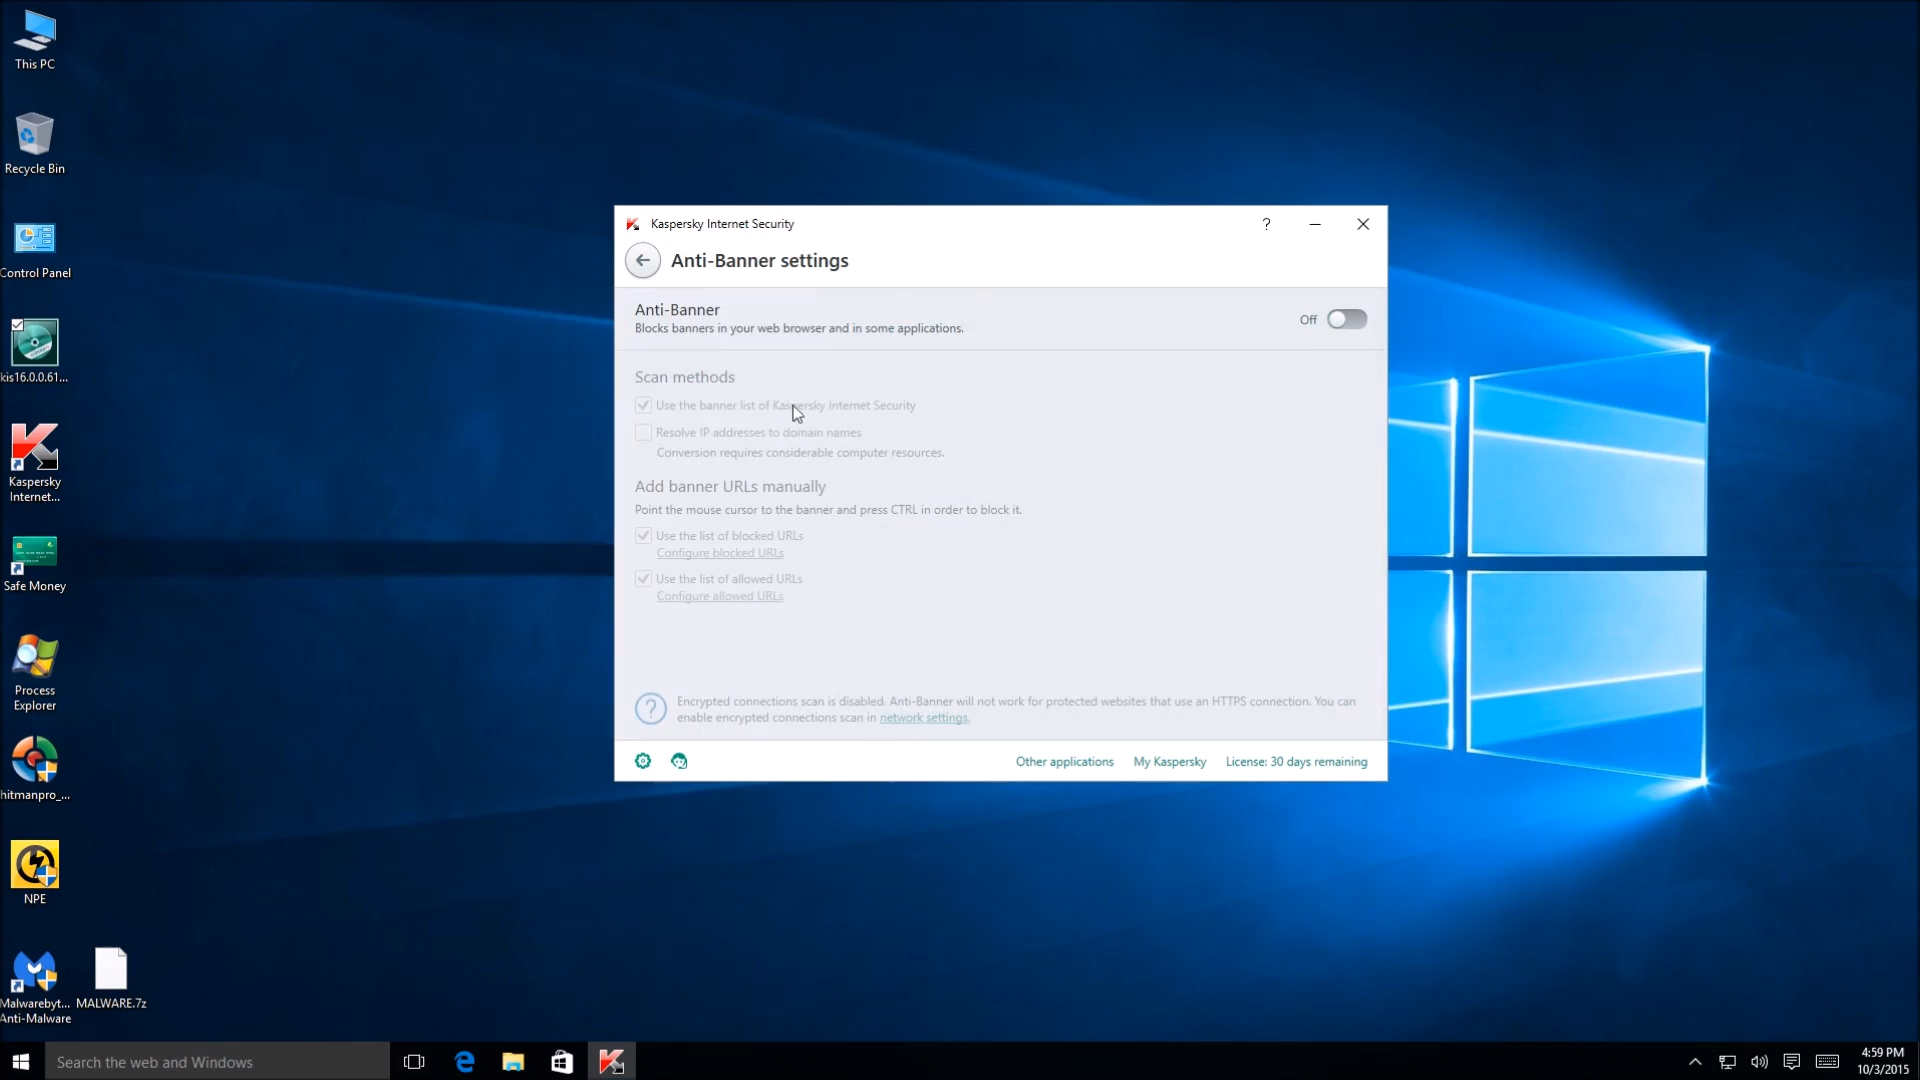 This PC
Recycle Bin
Control Panel
kis16.0.0.61...
Kaspersky
Internet...
Safe Money
Process
Explorer
hitmanpro_...
NPE
Malwarebyt...
Anti-Malware
MALWARE.7z
Kaspersky Internet Security
?
Anti-Banner settings
Anti-Banner
Blocks banners in your web browser and in some applications.
Off
Scan methods
Use the banner list of Kaspersky Internet Security
Resolve IP addresses to domain names
Conversion requires considerable computer resources.
Add banner URLs manually
Point the mouse cursor to the banner and press CTRL in order to block it.
Use the list of blocked URLs
Configure blocked URLs
Use the list of allowed URLs
Configure allowed URLs
Encrypted connections scan is disabled. Anti-Banner will not work for protected websites that use an HTTPS connection. You can
enable encrypted connections scan in network settings.
Other applications
My Kaspersky
License: 30 days remaining
Search the web and Windows
4:59 PM
10/3/2015